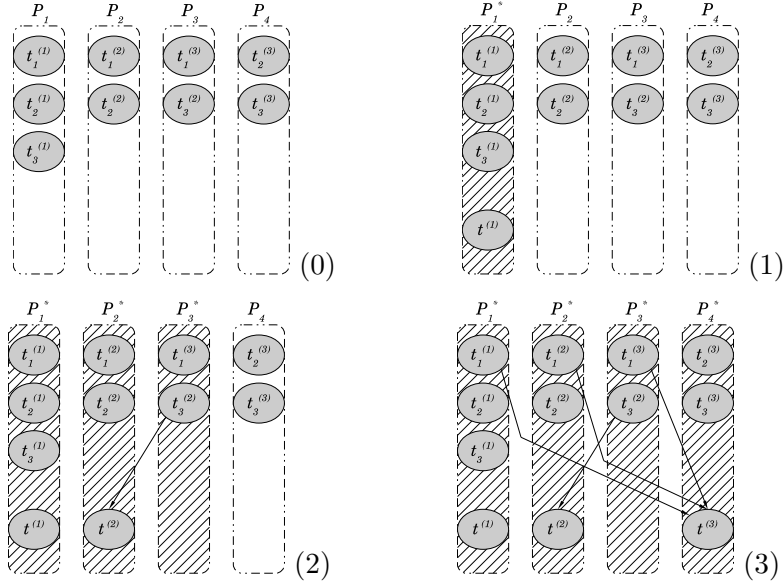 P₁ P₂ P₃ P₄
t₁⁽¹⁾ t₁⁽²⁾ t₁⁽³⁾ t₂⁽³⁾
t₂⁽¹⁾ t₂⁽²⁾ t₃⁽²⁾ t₃⁽³⁾
t₃⁽¹⁾
(0)
P₁* P₂ P₃ P₄
t₁⁽¹⁾ t₁⁽²⁾ t₁⁽³⁾ t₂⁽³⁾
t₂⁽¹⁾ t₂⁽²⁾ t₃⁽²⁾ t₃⁽³⁾
t₃⁽¹⁾
t⁽¹⁾
(1)
P₁* P₂* P₃* P₄
t₁⁽¹⁾ t₁⁽²⁾ t₁⁽³⁾ t₂⁽³⁾
t₂⁽¹⁾ t₂⁽²⁾ t₃⁽²⁾ t₃⁽³⁾
t₃⁽¹⁾
t⁽¹⁾ t⁽²⁾
(2)
P₁* P₂* P₃* P₄*
t₁⁽¹⁾ t₁⁽²⁾ t₁⁽³⁾ t₂⁽³⁾
t₂⁽¹⁾ t₂⁽²⁾ t₃⁽²⁾ t₃⁽³⁾
t₃⁽¹⁾
t⁽¹⁾ t⁽²⁾ t⁽³⁾
(3)